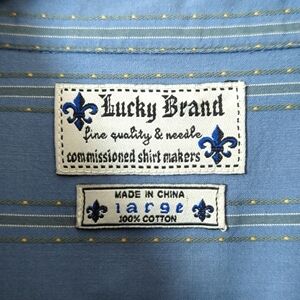 Lucky Brand
fine quality & needle
commissioned shirt makers
MADE IN CHINA
large
100% COTTON